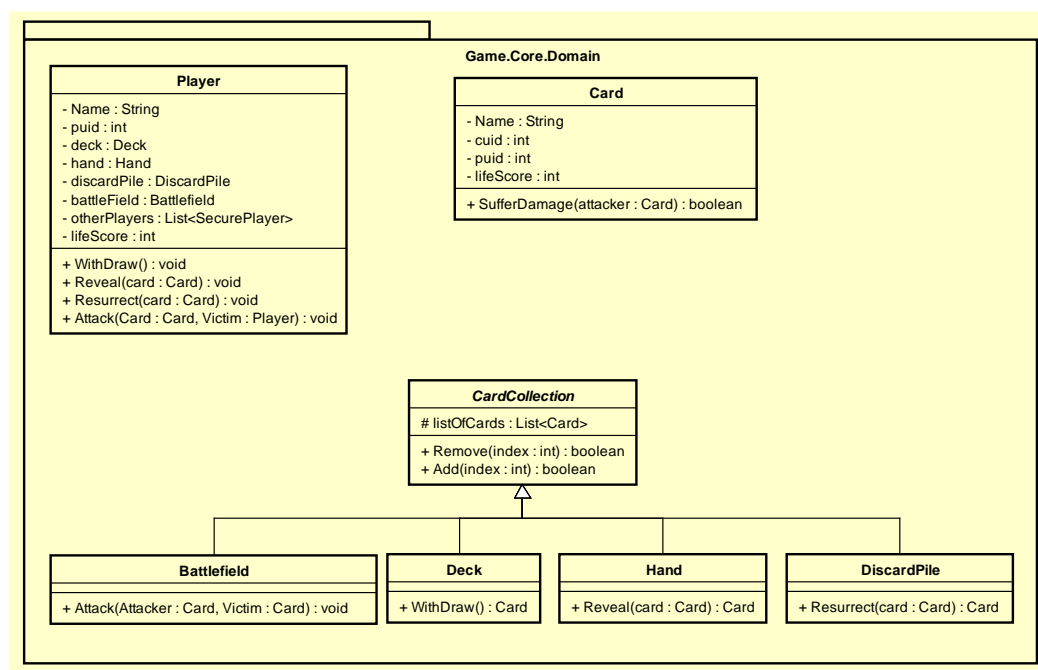 Game.Core.Domain
Player
- Name : String
- puid : int
- deck : Deck
- hand : Hand
- discardPile : DiscardPile
- battleField : Battlefield
- otherPlayers : List<SecurePlayer>
- lifeScore : int
+ WithDraw() : void
+ Reveal(card : Card) : void
+ Resurrect(card : Card) : void
+ Attack(Card : Card, Victim : Player) : void
Card
- Name : String
- cuid : int
- puid : int
- lifeScore : int
+ SufferDamage(attacker : Card) : boolean
CardCollection
# listOfCards : List<Card>
+ Remove(index : int) : boolean
+ Add(index : int) : boolean
Battlefield
+ Attack(Attacker : Card, Victim : Card) : void
Deck
+ WithDraw() : Card
Hand
+ Reveal(card : Card) : Card
DiscardPile
+ Resurrect(card : Card) : Card